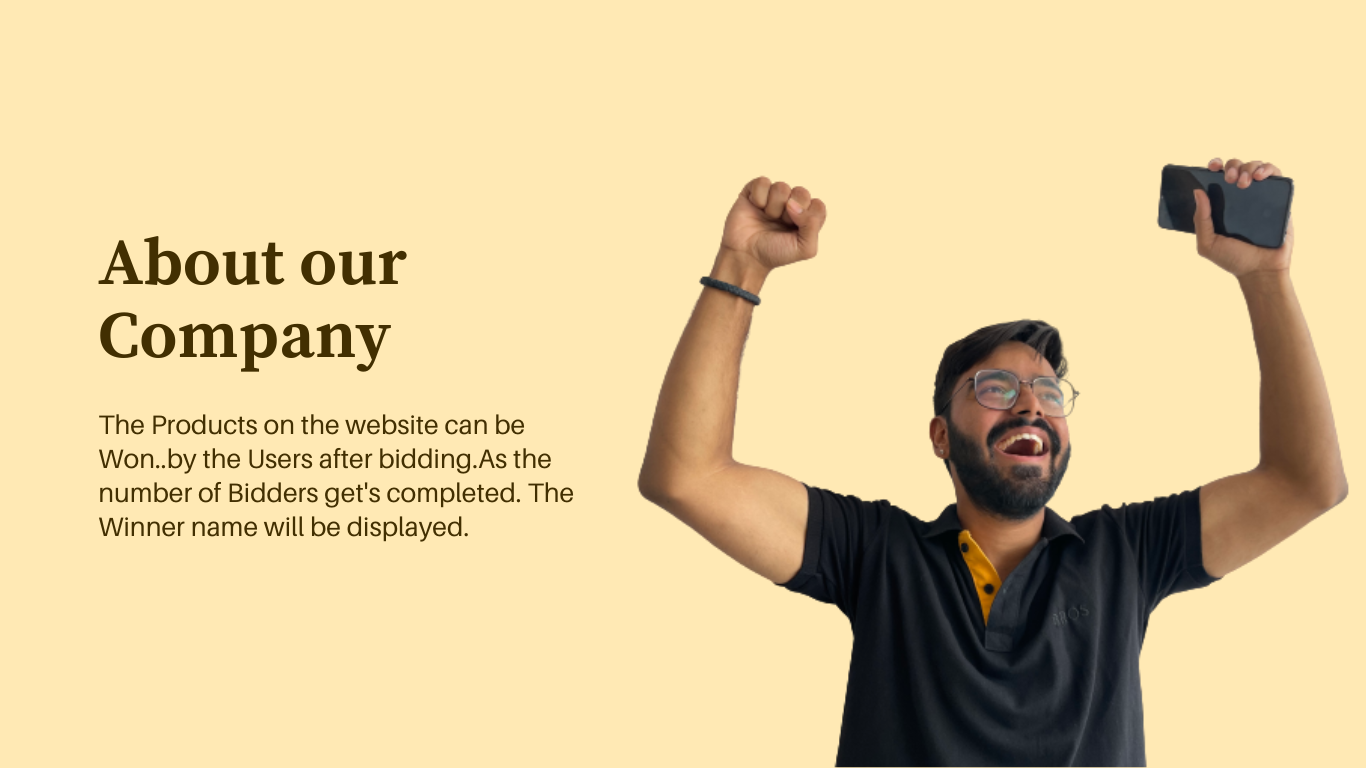 About our
Company
The Products on the website can be
Won..by the Users after bidding.As the
number of Bidders get's completed. The
Winner name will be displayed.